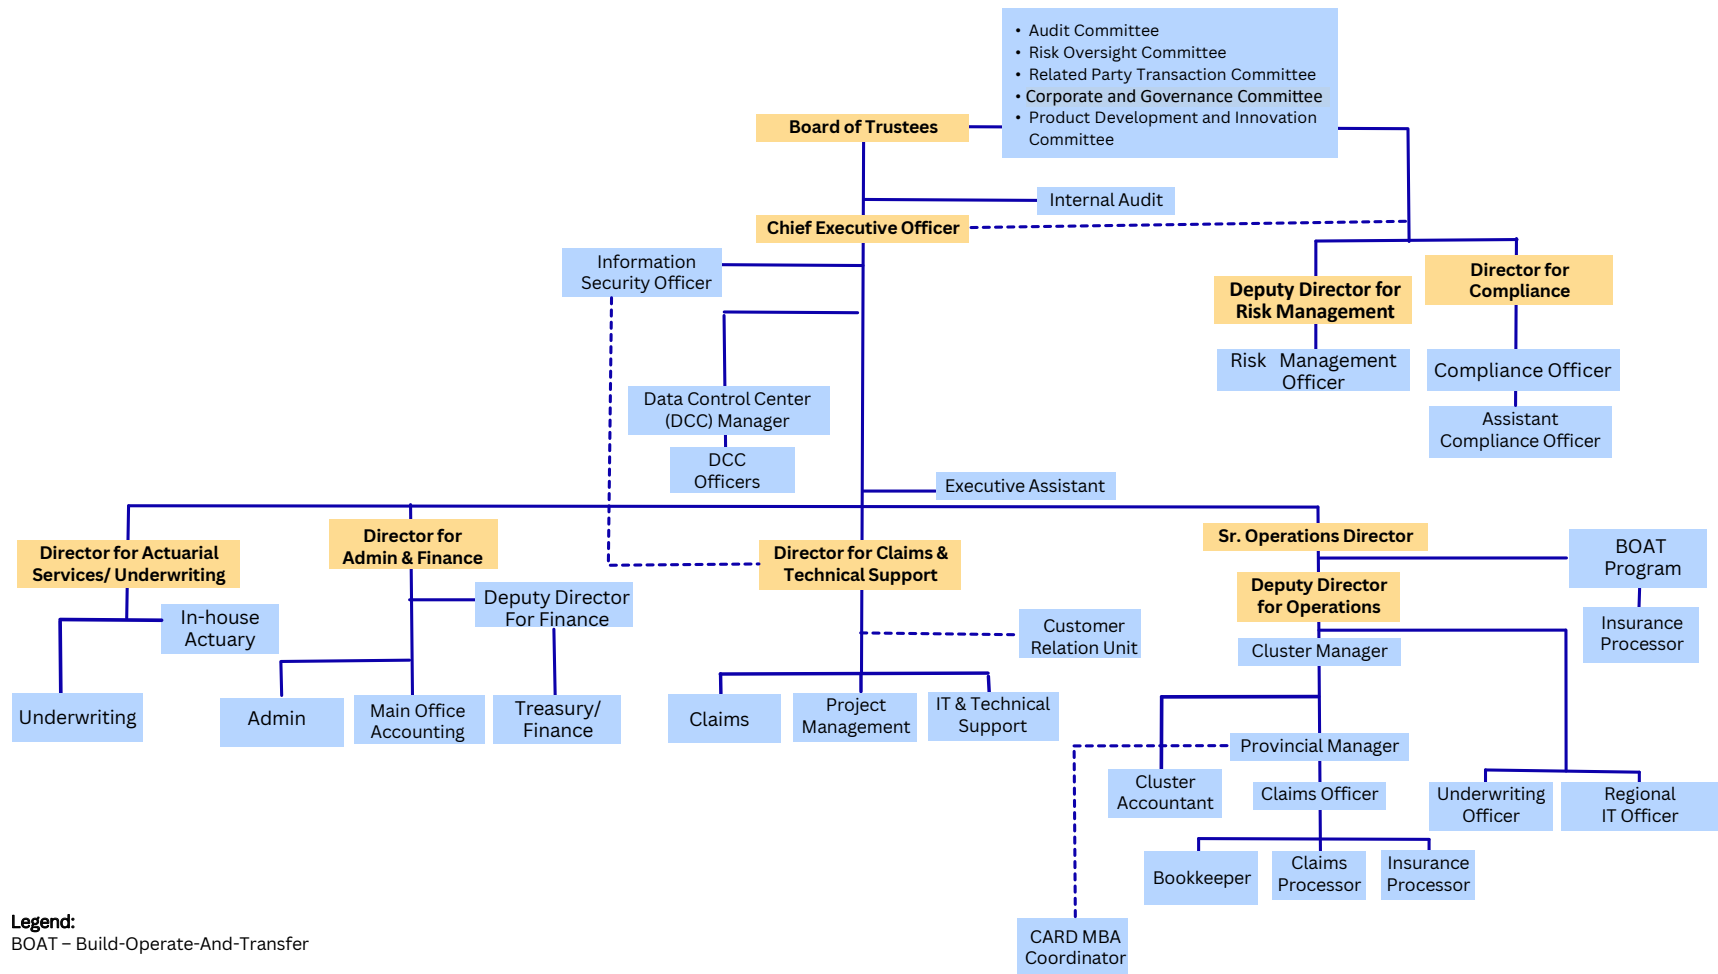 • Audit Committee
• Risk Oversight Committee
• Related Party Transaction Committee
• Corporate and Governance Committee
• Product Development and Innovation
Committee
Board of Trustees
Internal Audit
Chief Executive Officer
Information
Security Officer
Director for
Compliance
Deputy Director for
Risk Management
Risk Management
Officer
Compliance Officer
Data Control Center
(DCC) Manager
Assistant
Compliance Officer
DCC
Officers
Executive Assistant
Director for Actuarial
Services/ Underwriting
Director for
Admin & Finance
Director for Claims &
Technical Support
Sr. Operations Director
BOAT
Program
Deputy Director
for Operations
In-house
Actuary
Deputy Director
For Finance
Customer
Relation Unit
Insurance
Processor
Cluster Manager
Underwriting
Admin
Main Office
Accounting
Treasury/
Finance
Claims
Project
Management
IT & Technical
Support
Provincial Manager
Cluster
Accountant
Claims Officer
Underwriting
Officer
Regional
IT Officer
Bookkeeper
Claims
Processor
Insurance
Processor
CARD MBA
Coordinator
Legend:
BOAT – Build-Operate-And-Transfer